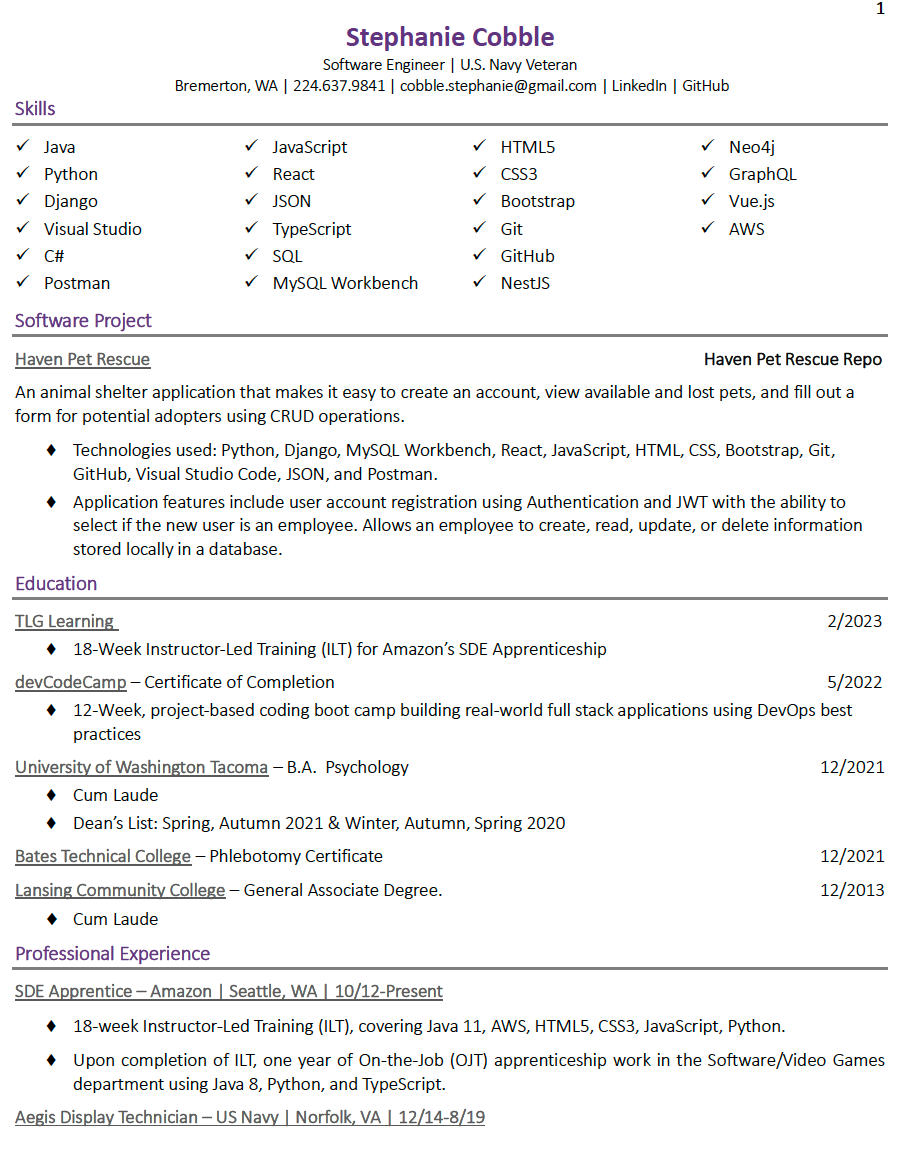 1
Stephanie Cobble
Software Engineer | U.S. Navy Veteran
Bremerton, WA | 224.637.9841 | cobble.stephanie@gmail.com | LinkedIn | GitHub
Skills
✓ Java ✓ JavaScript ✓ HTML5 ✓ Neo4j
✓ Python ✓ React ✓ CSS3 ✓ GraphQL
✓ Django ✓ JSON ✓ Bootstrap ✓ Vue.js
✓ Visual Studio ✓ TypeScript ✓ Git ✓ AWS
✓ C# ✓ SQL ✓ GitHub
✓ Postman ✓ MySQL Workbench ✓ NestJS
Software Project
Haven Pet Rescue Haven Pet Rescue Repo
An animal shelter application that makes it easy to create an account, view available and lost pets, and fill out a
form for potential adopters using CRUD operations.
♦ Technologies used: Python, Django, MySQL Workbench, React, JavaScript, HTML, CSS, Bootstrap, Git,
GitHub, Visual Studio Code, JSON, and Postman.
♦ Application features include user account registration using Authentication and JWT with the ability to
select if the new user is an employee. Allows an employee to create, read, update, or delete information
stored locally in a database.
Education
TLG Learning 2/2023
♦ 18-Week Instructor-Led Training (ILT) for Amazon’s SDE Apprenticeship
devCodeCamp – Certificate of Completion 5/2022
♦ 12-Week, project-based coding boot camp building real-world full stack applications using DevOps best
practices
University of Washington Tacoma – B.A. Psychology 12/2021
♦ Cum Laude
♦ Dean’s List: Spring, Autumn 2021 & Winter, Autumn, Spring 2020
Bates Technical College – Phlebotomy Certificate 12/2021
Lansing Community College – General Associate Degree. 12/2013
♦ Cum Laude
Professional Experience
SDE Apprentice – Amazon | Seattle, WA | 10/12-Present
♦ 18-week Instructor-Led Training (ILT), covering Java 11, AWS, HTML5, CSS3, JavaScript, Python.
♦ Upon completion of ILT, one year of On-the-Job (OJT) apprenticeship work in the Software/Video Games
department using Java 8, Python, and TypeScript.
Aegis Display Technician – US Navy | Norfolk, VA | 12/14-8/19